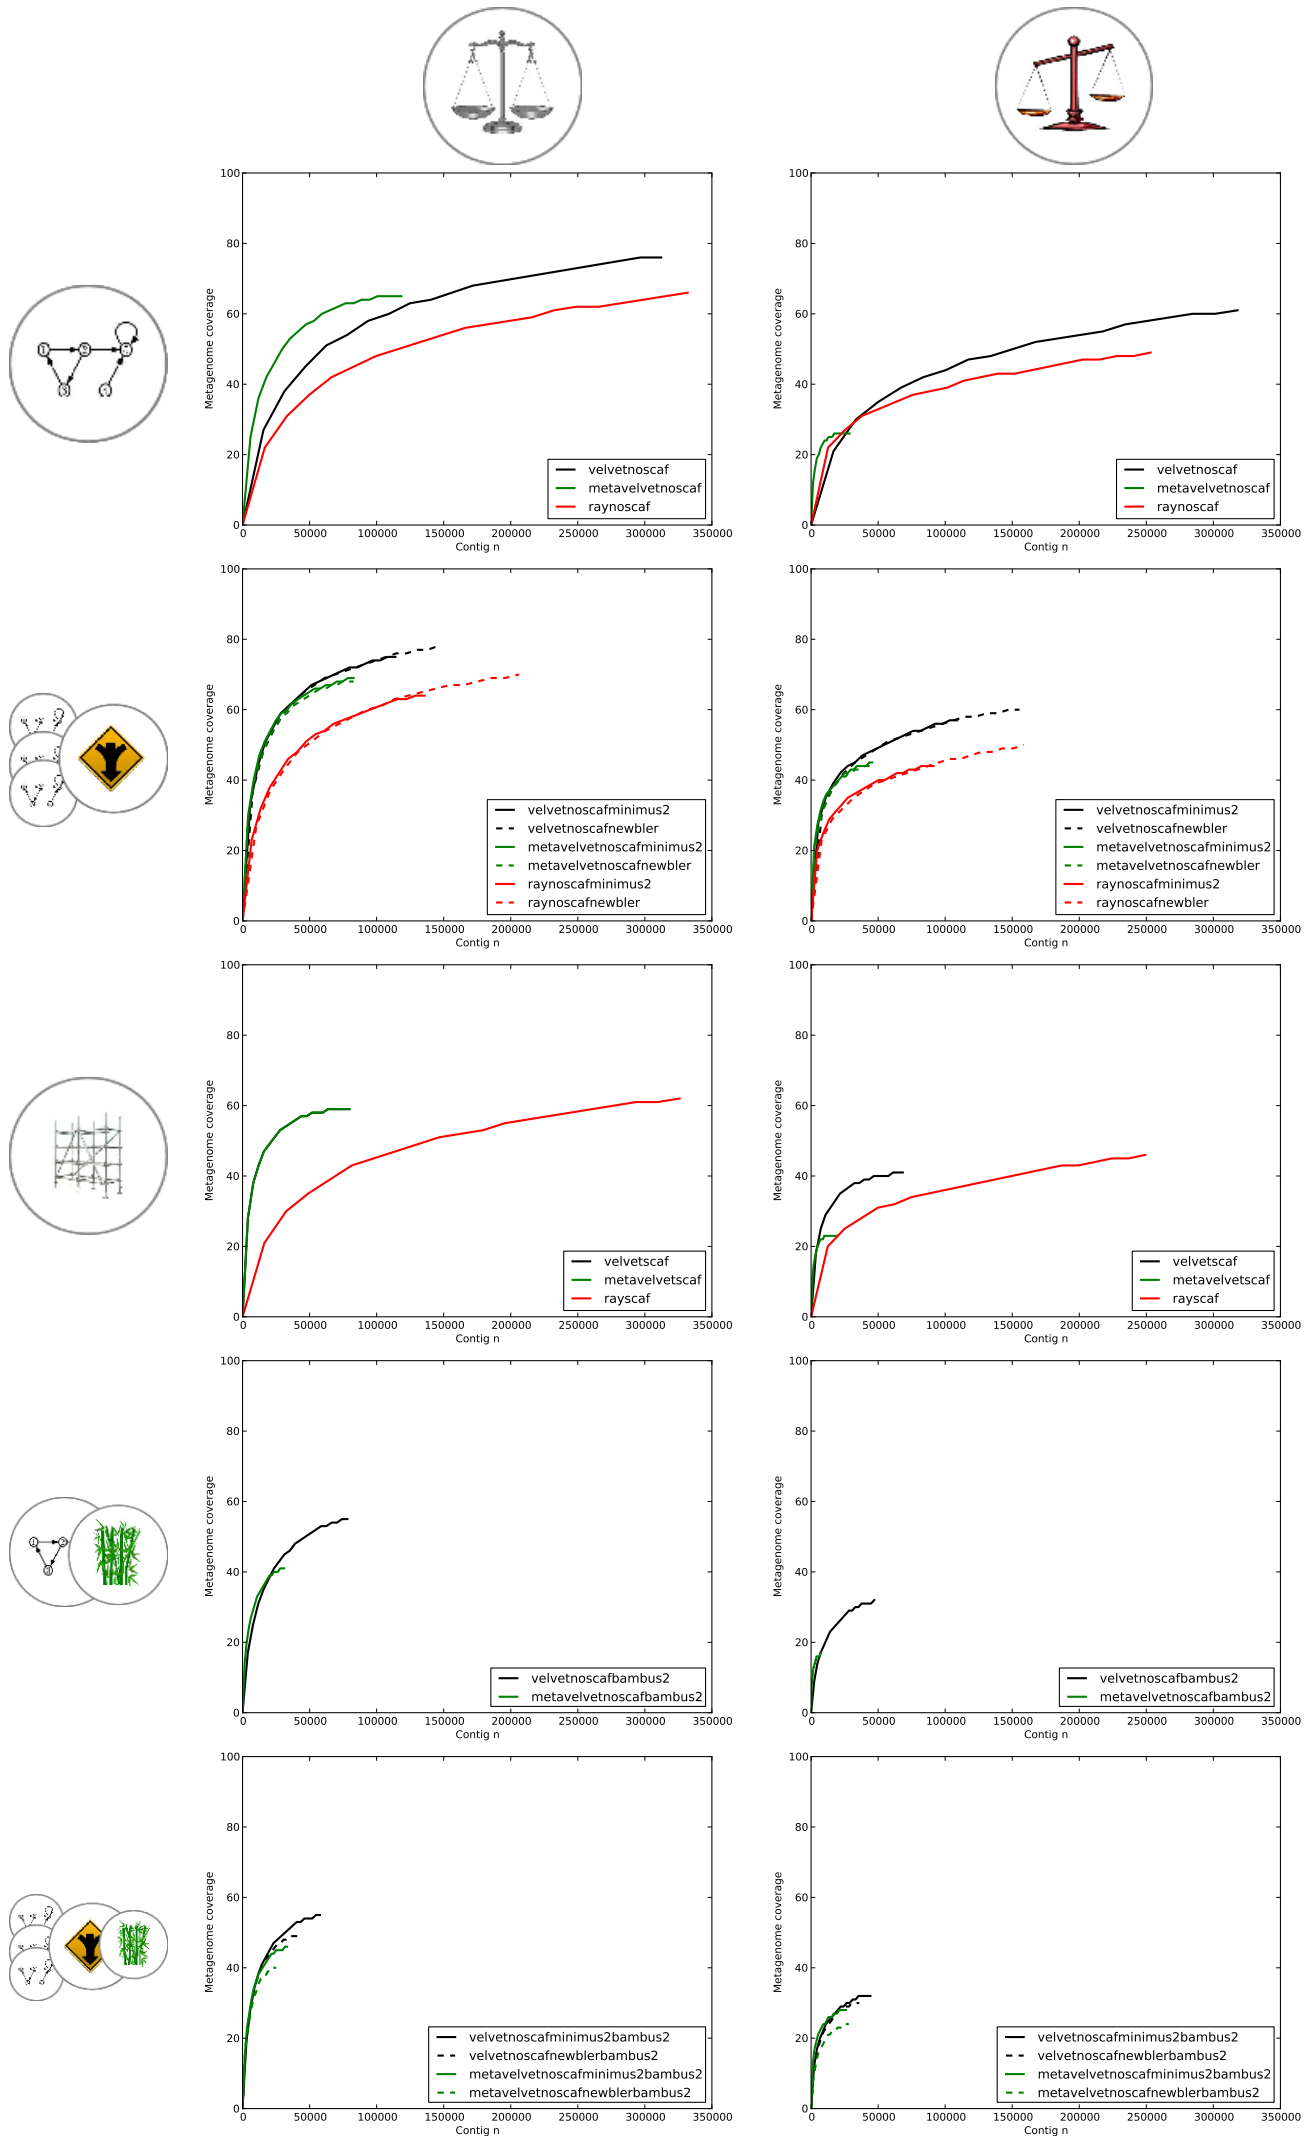 100
80
60
40
20
0
Metagenome coverage
velvetnoscaf
metavelvetnoscaf
raynoscaf
0 50000 100000 150000 200000 250000 300000 350000
Contig n
100
80
60
40
20
0
Metagenome coverage
velvetnoscaf
metavelvetnoscaf
raynoscaf
0 50000 100000 150000 200000 250000 300000 350000
Contig n
100
80
60
40
20
0
Metagenome coverage
velvetnoscafminimus2
velvetnoscafnewbler
metavelvetnoscafminimus2
metavelvetnoscafnewbler
raynoscafminimus2
raynoscafnewbler
0 50000 100000 150000 200000 250000 300000 350000
Contig n
100
80
60
40
20
0
Metagenome coverage
velvetnoscafminimus2
velvetnoscafnewbler
metavelvetnoscafminimus2
metavelvetnoscafnewbler
raynoscafminimus2
raynoscafnewbler
0 50000 100000 150000 200000 250000 300000 350000
Contig n
100
80
60
40
20
0
Metagenome coverage
velvetscaf
metavelvetscaf
rayscaf
0 50000 100000 150000 200000 250000 300000 350000
Contig n
100
80
60
40
20
0
Metagenome coverage
velvetscaf
metavelvetscaf
rayscaf
0 50000 100000 150000 200000 250000 300000 350000
Contig n
100
80
60
40
20
0
Metagenome coverage
velvetnoscafbambus2
metavelvetnoscafbambus2
0 50000 100000 150000 200000 250000 300000 350000
Contig n
100
80
60
40
20
0
Metagenome coverage
velvetnoscafbambus2
metavelvetnoscafbambus2
0 50000 100000 150000 200000 250000 300000 350000
Contig n
100
80
60
40
20
0
Metagenome coverage
velvetnoscafminimus2bambus2
velvetnoscafnewblerbambus2
metavelvetnoscafminimus2bambus2
metavelvetnoscafnewblerbambus2
0 50000 100000 150000 200000 250000 300000 350000
Contig n
100
80
60
40
20
0
Metagenome coverage
velvetnoscafminimus2bambus2
velvetnoscafnewblerbambus2
metavelvetnoscafminimus2bambus2
metavelvetnoscafnewblerbambus2
0 50000 100000 150000 200000 250000 300000 350000
Contig n